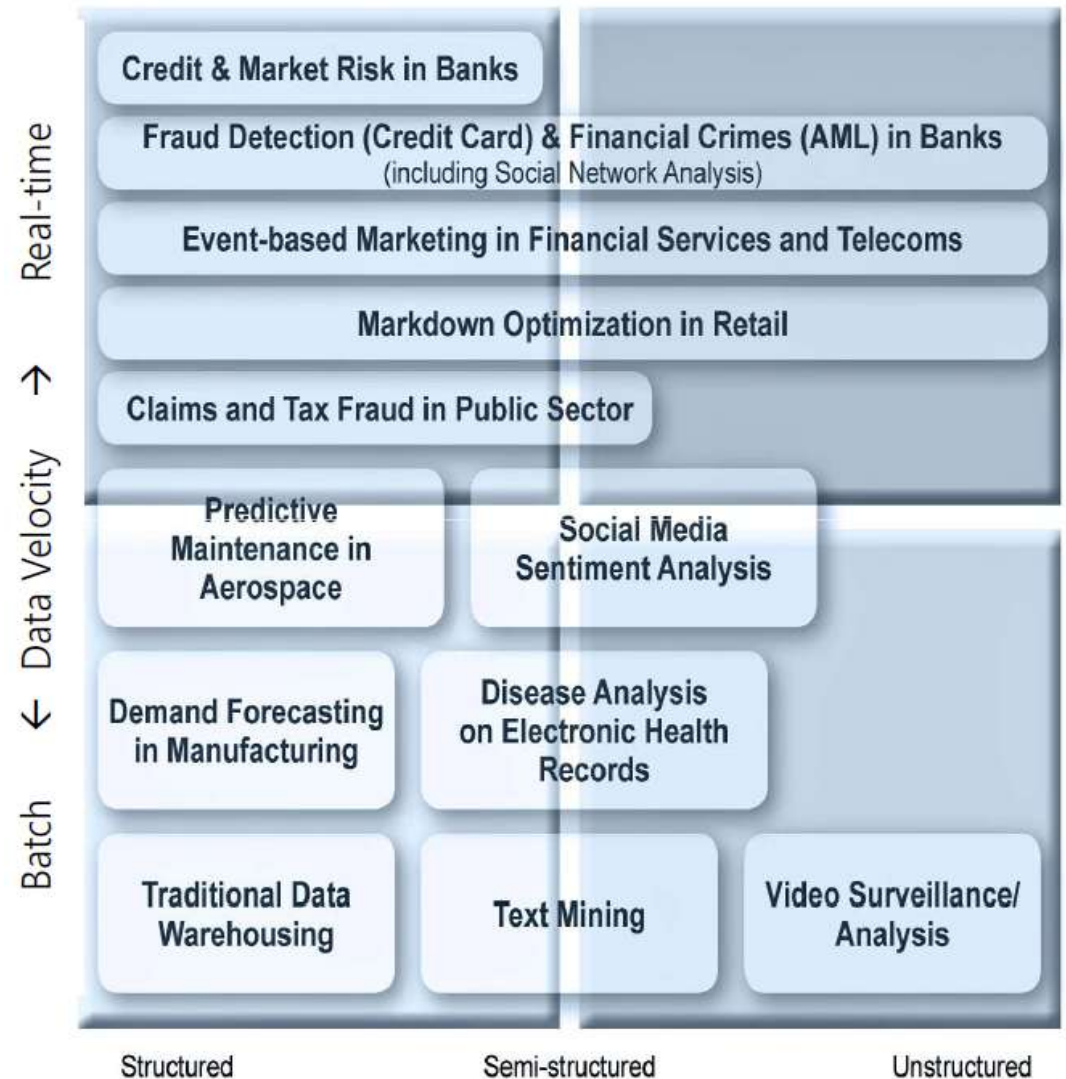 Credit & Market Risk in Banks
Fraud Detection (Credit Card) & Financial Crimes (AML) in Banks
(including Social Network Analysis)
Event-based Marketing in Financial Services and Telecoms
Markdown Optimization in Retail
Claims and Tax Fraud in Public Sector
Predictive
Maintenance in
Aerospace
Social Media
Sentiment Analysis
Demand Forecasting
in Manufacturing
Disease Analysis
on Electronic Health
Records
Traditional Data
Warehousing
Text Mining
Video Surveillance/
Analysis
Batch ← Data Velocity → Real-time
Structured
Semi-structured
Unstructured